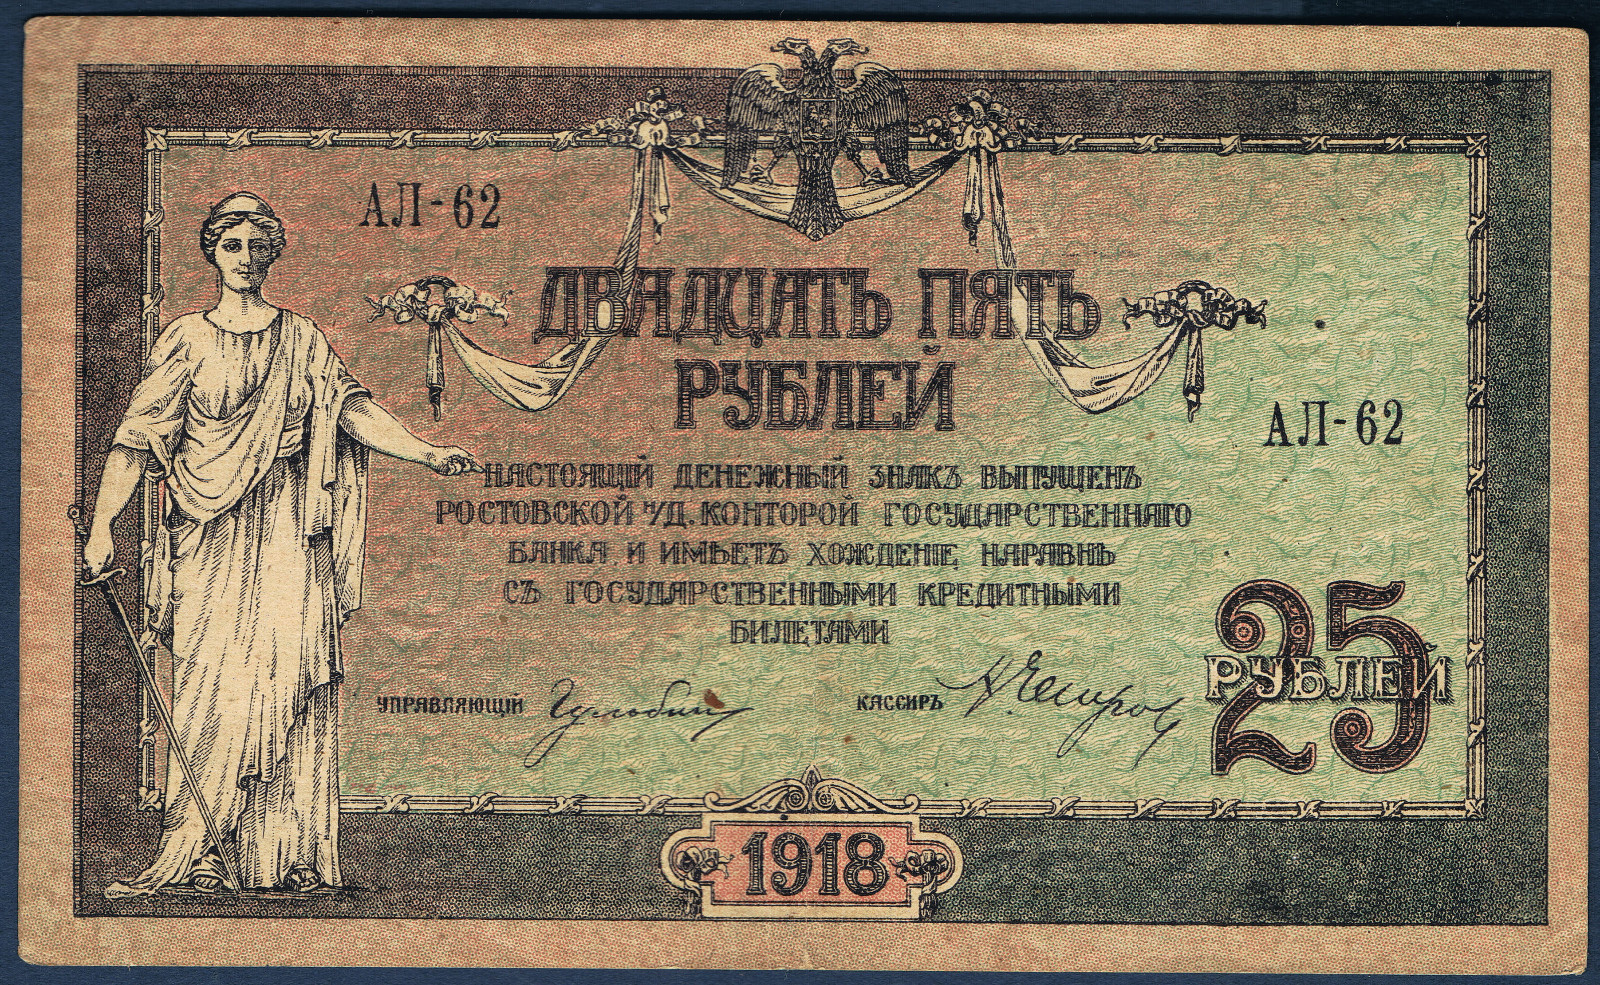 АЛ-62
ДВАДЦАТЬ ПЯТЬ
РУБЛЕЙ
АЛ-62
НАСТОЯЩІЙ ДЕНЕЖНЫЙ ЗНАКЪ ВЫПУЩЕНЪ
РОСТОВСКОЙ Н/Д. КОНТОРОЙ ГОСУДАРСТВЕННАГО
БАНКА И ИМѢЕТЪ ХОЖДЕНІЕ НАРАВНѢ
СЪ ГОСУДАРСТВЕННЫМИ КРЕДИТНЫМИ
БИЛЕТАМИ
25
РУБЛЕЙ
УПРАВЛЯЮЩІЙ КАССИРЪ
1918